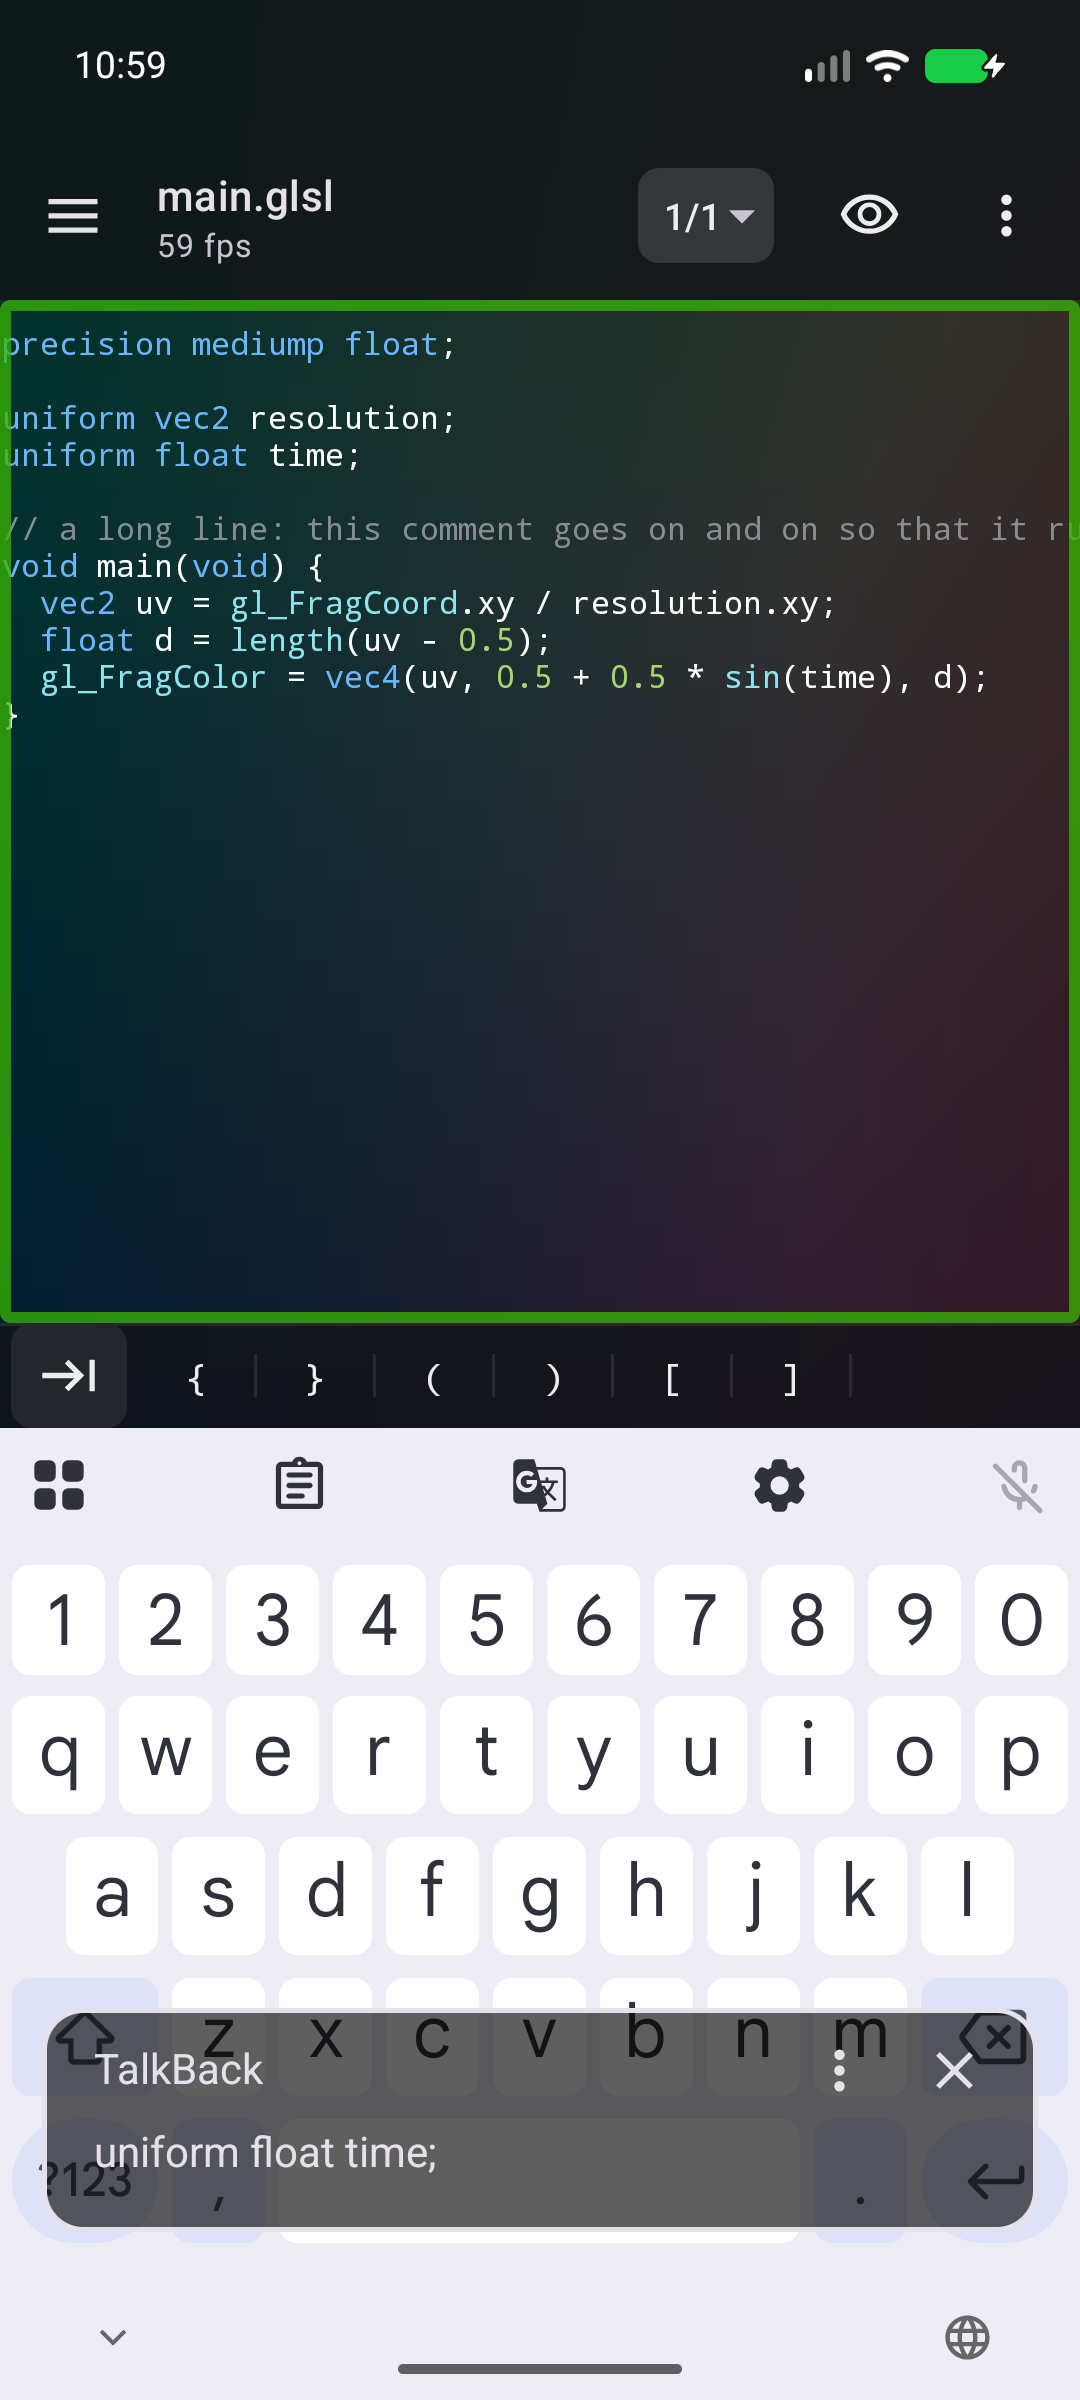 10:59
main.glsl
59 fps
1/1
precision mediump float;
uniform vec2 resolution;
uniform float time;
// a long line: this comment goes on and on so that it ru
void main(void) {
  vec2 uv = gl_FragCoord.xy / resolution.xy;
  float d = length(uv - 0.5);
  gl_FragColor = vec4(uv, 0.5 + 0.5 * sin(time), d);
}
{ } ( ) [ ]
1 2 3 4 5 6 7 8 9 0
q w e r t y u i o p
a s d f g h j k l
z x c v b n m
TalkBack
uniform float time;
?123 , .